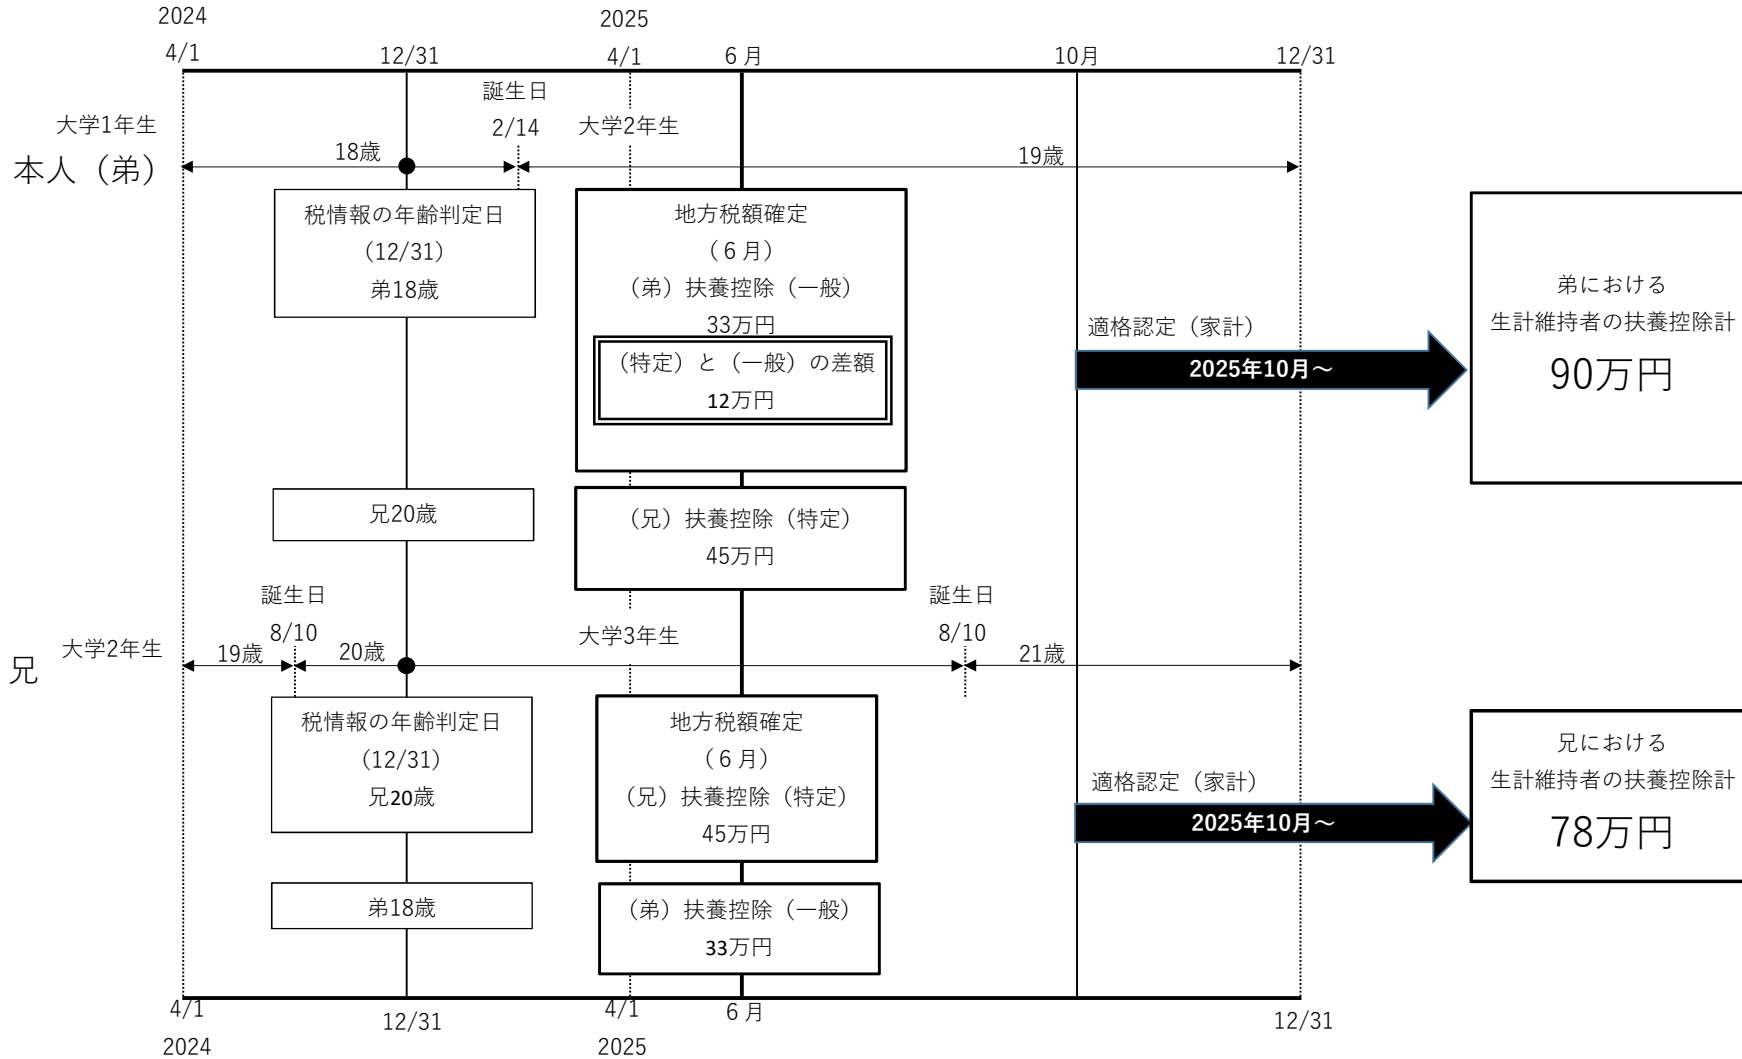 2024
2025
4/1
12/31
4/1
6月
10月
12/31
誕生日
2/14
大学1年生
大学2年生
本人（弟）
18歳
19歳
税情報の年齢判定日
（12/31）
弟18歳
地方税額確定
（6月）
（弟）扶養控除（一般）
33万円
（特定）と（一般）の差額
12万円
適格認定（家計）
2025年10月～
弟における
生計維持者の扶養控除計
90万円
兄20歳
（兄）扶養控除（特定）
45万円
誕生日
8/10
誕生日
8/10
大学2年生
大学3年生
兄
19歳
20歳
21歳
税情報の年齢判定日
（12/31）
兄20歳
地方税額確定
（6月）
（兄）扶養控除（特定）
45万円
適格認定（家計）
2025年10月～
兄における
生計維持者の扶養控除計
78万円
弟18歳
（弟）扶養控除（一般）
33万円
4/1
12/31
4/1
6月
12/31
2024
2025